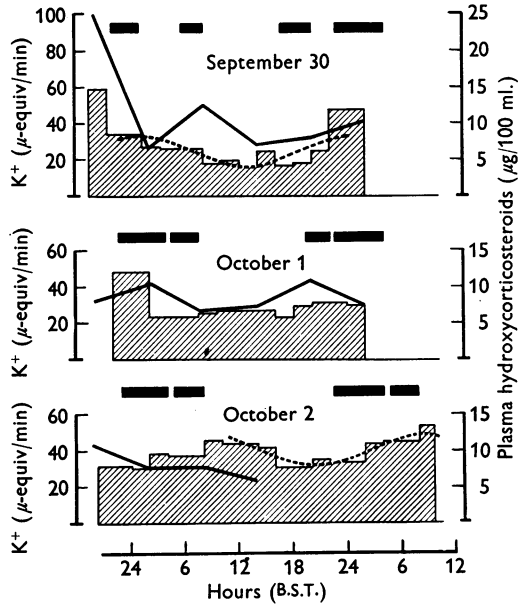 100
80
60
40
20
K+ (μ-equiv/min)
September 30
25
20
15
10
5
60
40
20
K+ (μ-equiv/min)
October 1
15
10
5
60
40
20
K+ (μ-equiv/min)
October 2
15
10
5
Plasma hydroxycorticosteroids (μg/100 ml.)
24 6 12 18 24 6 12
Hours (B.S.T.)